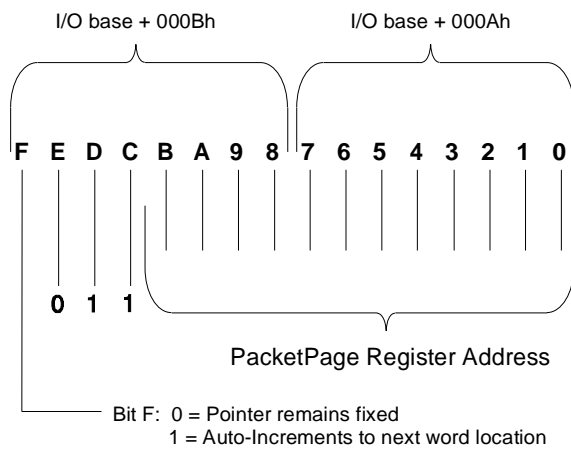 I/O base + 000Bh I/O base + 000Ah
F E D C B A 9 8 7 6 5 4 3 2 1 0
0 1 1
PacketPage Register Address
Bit F: 0 = Pointer remains fixed
1 = Auto-Increments to next word location